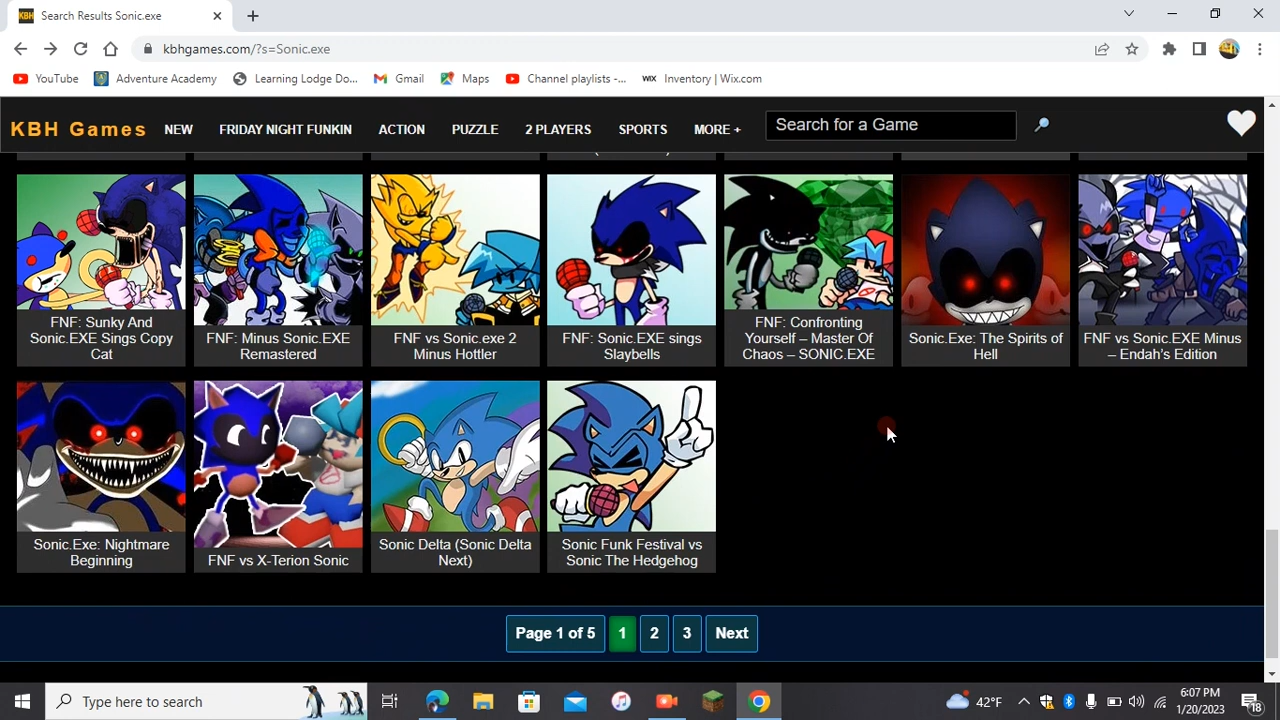 Search Results Sonic.exe
kbhgames.com/?s=Sonic.exe
YouTube Adventure Academy Learning Lodge Do... Gmail Maps Channel playlists -... WiX Inventory | Wix.com
KBH Games NEW FRIDAY NIGHT FUNKIN ACTION PUZZLE 2 PLAYERS SPORTS MORE + Search for a Game
FNF: Sunky And
Sonic.EXE Sings Copy
Cat
FNF: Minus Sonic.EXE
Remastered
FNF vs Sonic.exe 2
Minus Hottler
FNF: Sonic.EXE sings
Slaybells
FNF: Confronting
Yourself – Master Of
Chaos – SONIC.EXE
Sonic.Exe: The Spirits of
Hell
FNF vs Sonic.EXE Minus
– Endah's Edition
Sonic.Exe: Nightmare
Beginning
FNF vs X-Terion Sonic
Sonic Delta (Sonic Delta
Next)
Sonic Funk Festival vs
Sonic The Hedgehog
Page 1 of 5 1 2 3 Next
Type here to search
42°F
6:07 PM
1/20/2023
18